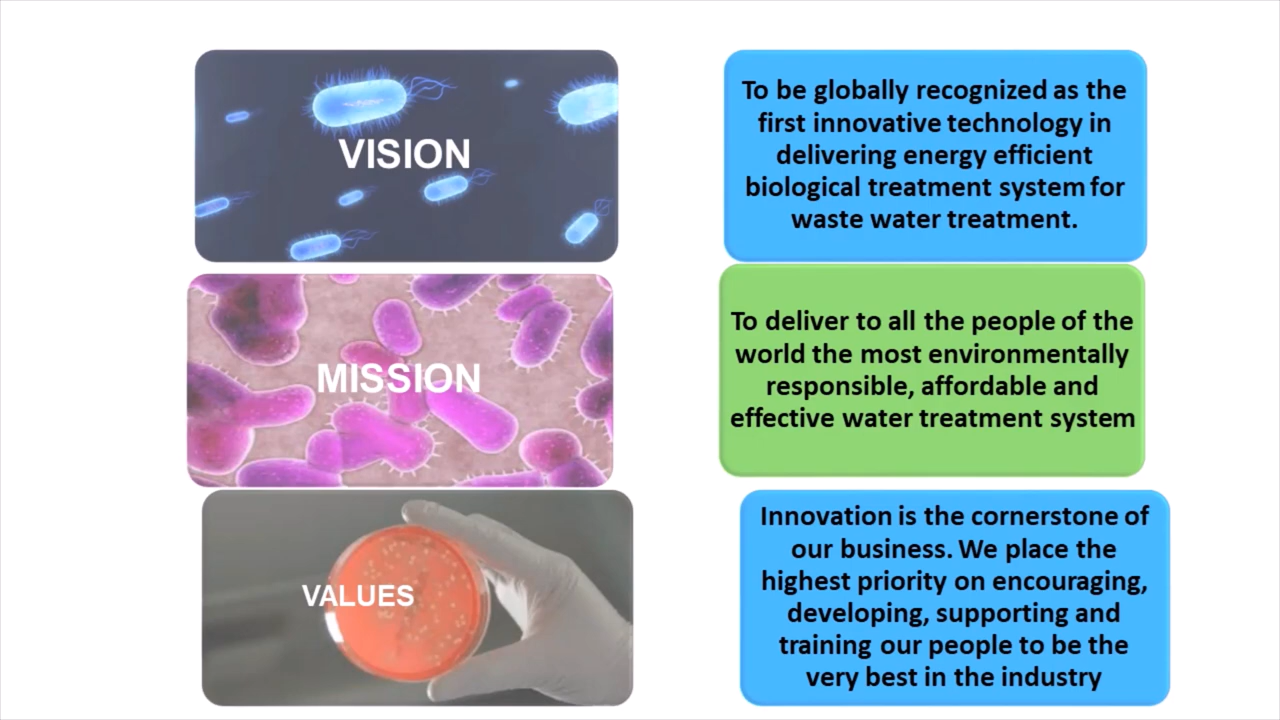 VISION
To be globally recognized as the
first innovative technology in
delivering energy efficient
biological treatment system for
waste water treatment.
MISSION
To deliver to all the people of the
world the most environmentally
responsible, affordable and
effective water treatment system
VALUES
Innovation is the cornerstone of
our business. We place the
highest priority on encouraging,
developing, supporting and
training our people to be the
very best in the industry